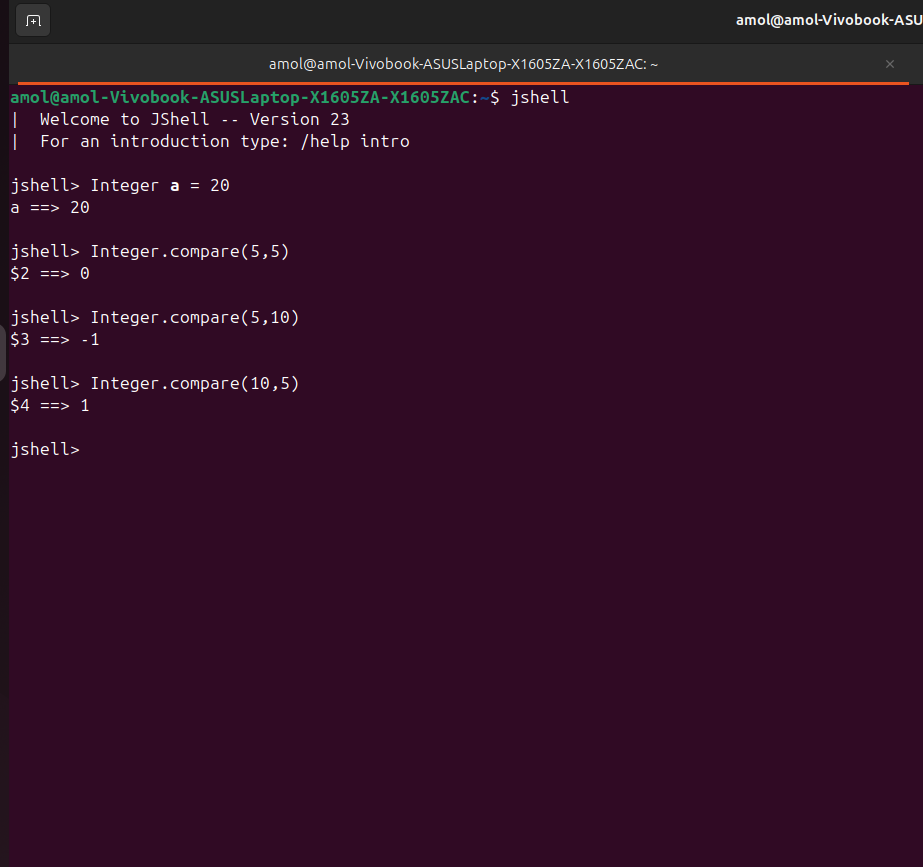 amol@amol-Vivobook-ASU
amol@amol-Vivobook-ASUSLaptop-X1605ZA-X1605ZAC: ~
amol@amol-Vivobook-ASUSLaptop-X1605ZA-X1605ZAC:~$ jshell
|  Welcome to JShell -- Version 23
|  For an introduction type: /help intro
jshell> Integer a = 20
a ==> 20
jshell> Integer.compare(5,5)
$2 ==> 0
jshell> Integer.compare(5,10)
$3 ==> -1
jshell> Integer.compare(10,5)
$4 ==> 1
jshell>